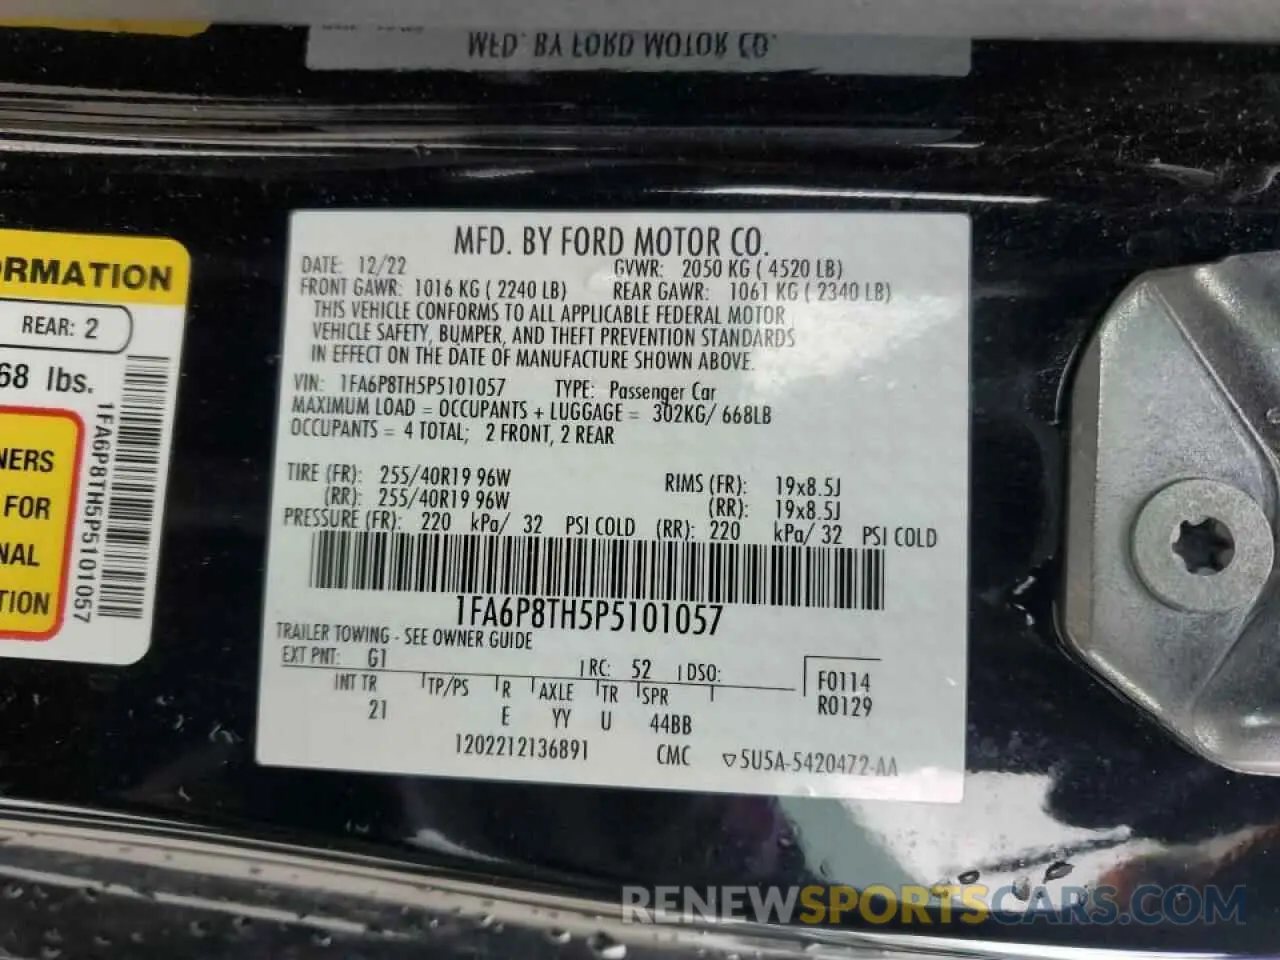 MFD. BY FORD MOTOR CO.
RMATION
REAR: 2
68 lbs.
NERS
FOR
NAL
TION
1FA6P8TH5P5101057
MFD. BY FORD MOTOR CO.
DATE: 12/22 GVWR: 2050 KG ( 4520 LB)
FRONT GAWR: 1016 KG ( 2240 LB) REAR GAWR: 1061 KG ( 2340 LB)
THIS VEHICLE CONFORMS TO ALL APPLICABLE FEDERAL MOTOR
VEHICLE SAFETY, BUMPER, AND THEFT PREVENTION STANDARDS
IN EFFECT ON THE DATE OF MANUFACTURE SHOWN ABOVE.
VIN: 1FA6P8TH5P5101057 TYPE: Passenger Car
MAXIMUM LOAD = OCCUPANTS + LUGGAGE = 302KG/ 668LB
OCCUPANTS = 4 TOTAL; 2 FRONT, 2 REAR
TIRE (FR): 255/40R19 96W RIMS (FR): 19x8.5J
(RR): 255/40R19 96W (RR): 19x8.5J
PRESSURE (FR): 220 kPa/ 32 PSI COLD (RR): 220 kPa/ 32 PSI COLD
1FA6P8TH5P5101057
TRAILER TOWING - SEE OWNER GUIDE
EXT PNT: G1 RC: 52 DSO:
INT TR TP/PS R AXLE TR SPR F0114
21 E YY U 44BB R0129
1202212136891 CMC ▽5U5A-5420472-AA
RENEWSPORTSCARS.COM